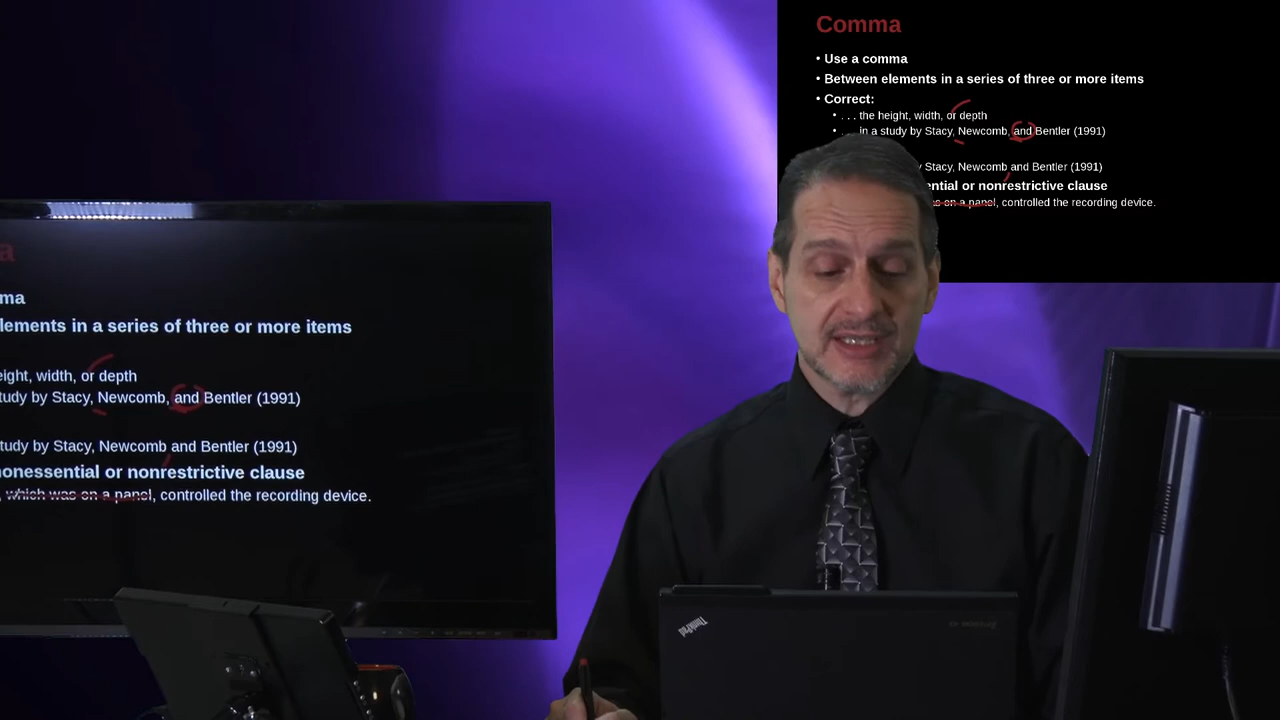 Comma
• Use a comma
• Between elements in a series of three or more items
• Correct:
• . . . the height, width, or depth
• . . . in a study by Stacy, Newcomb, and Bentler (1991)
Stacy, Newcomb and Bentler (1991)
ential or nonrestrictive clause
s on a panel, controlled the recording device.
a
ma
lements in a series of three or more items
eight, width, or depth
study by Stacy, Newcomb, and Bentler (1991)
tudy by Stacy, Newcomb and Bentler (1991)
nonessential or nonrestrictive clause
, which was on a panel, controlled the recording device.
ThinkPad